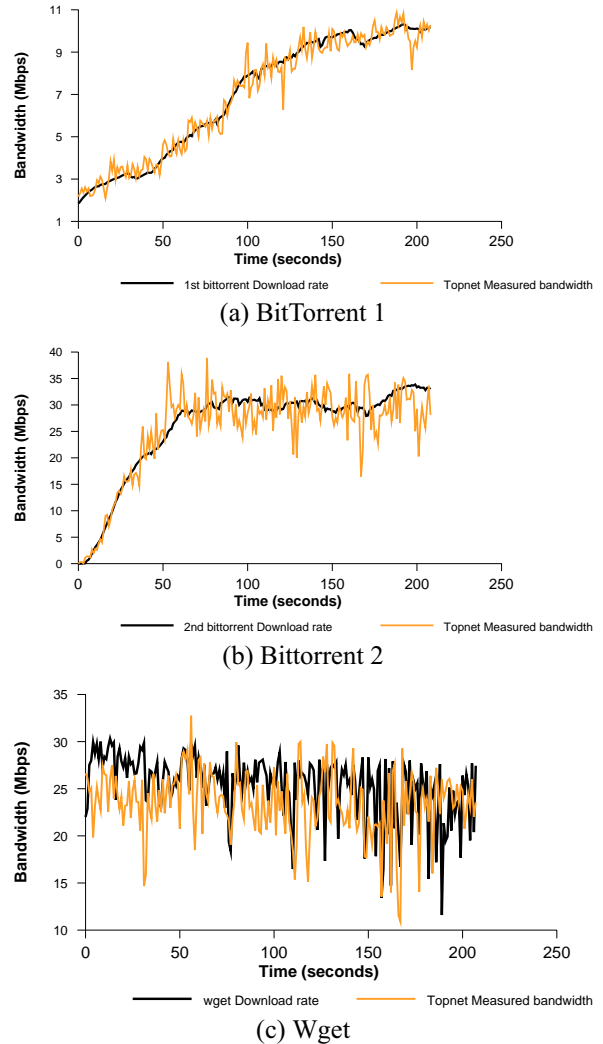 Bandwidth (Mbps)
11
9
7
5
3
1
0 50 100 150 200 250
Time (seconds)
1st bittorrent Download rate Topnet Measured bandwidth
(a) BitTorrent 1
Bandwidth (Mbps)
40
35
30
25
20
15
10
5
0
0 50 100 150 200 250
Time (seconds)
2nd bittorrent Download rate Topnet Measured bandwidth
(b) Bittorrent 2
Bandwidth (Mbps)
35
30
25
20
15
10
0 50 100 150 200 250
Time (seconds)
wget Download rate Topnet Measured bandwidth
(c) Wget